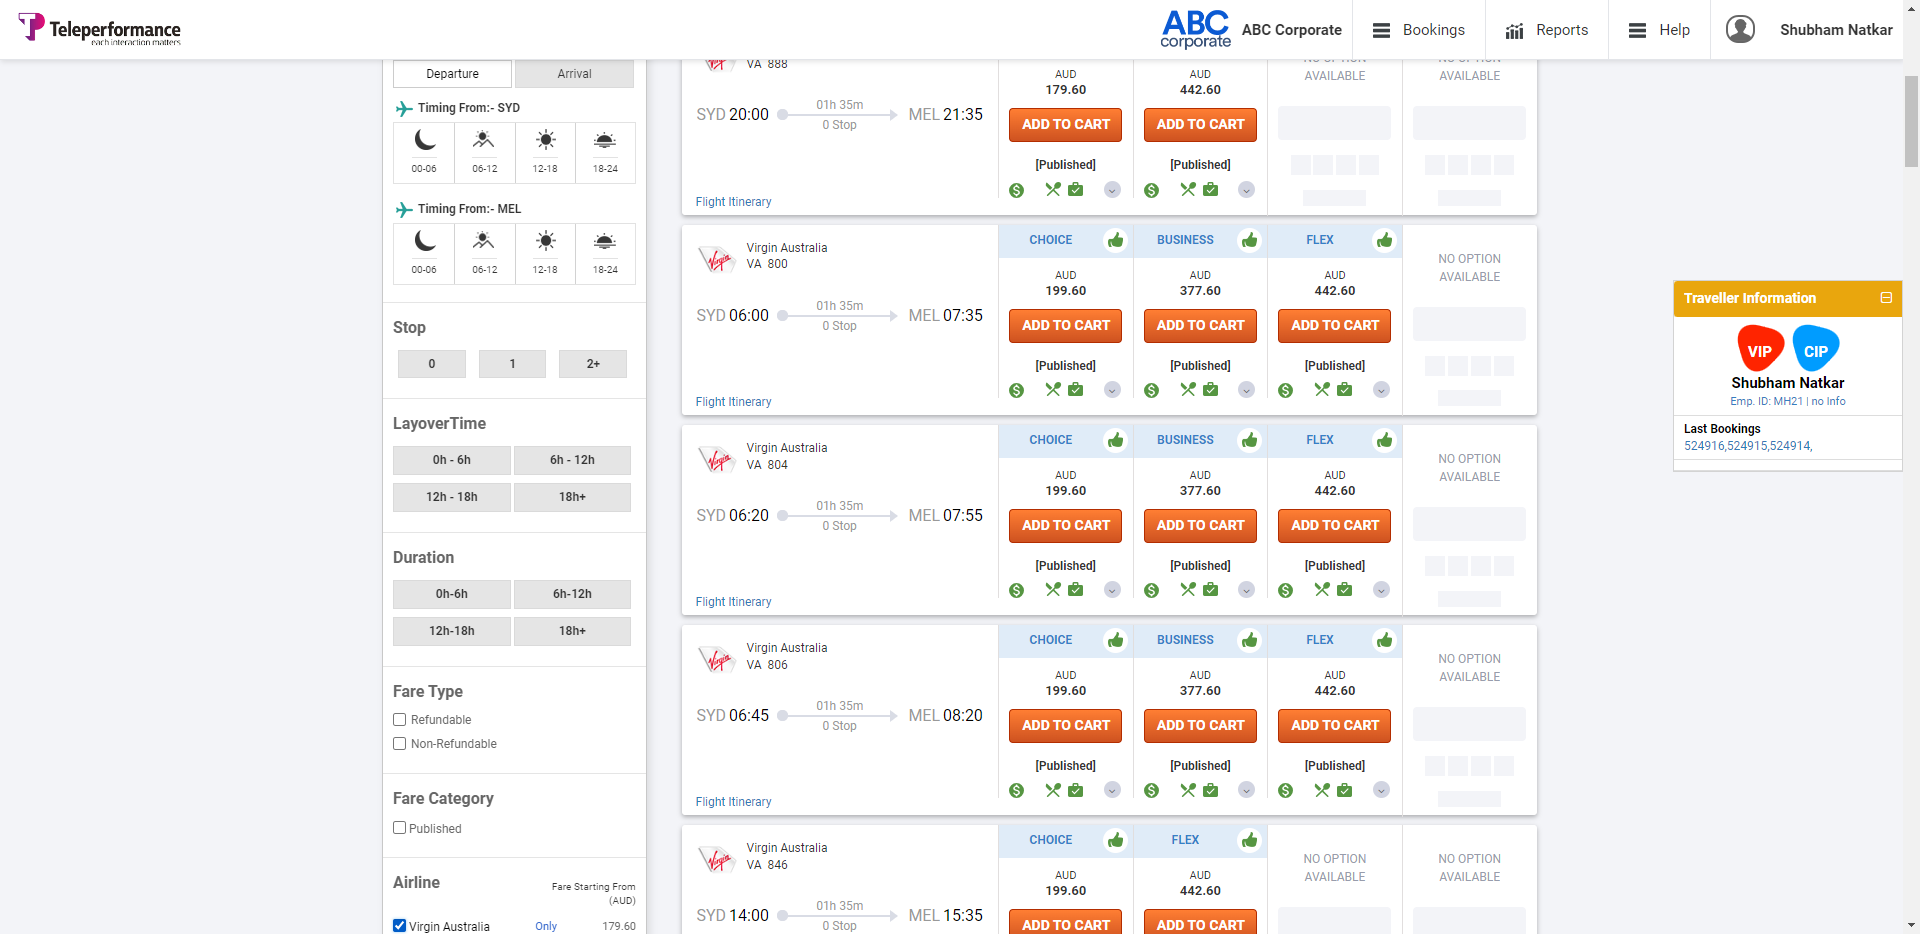 Teleperformance
each interaction matters
ABC
corporate
ABC Corporate
Bookings
Reports
Help
Shubham Natkar
Departure
Arrival
Timing From:- SYD
00-06
06-12
12-18
18-24
Timing From:- MEL
00-06
06-12
12-18
18-24
Stop
0
1
2+
LayoverTime
0h - 6h
6h - 12h
12h - 18h
18h+
Duration
0h-6h
6h-12h
12h-18h
18h+
Fare Type
Refundable
Non-Refundable
Fare Category
Published
Airline
Fare Starting From
(AUD)
Virgin Australia
Only
179.60
VA 888
SYD 20:00
01h 35m
0 Stop
MEL 21:35
Flight Itinerary
AUD
179.60
ADD TO CART
[Published]
AUD
442.60
ADD TO CART
[Published]
NO OPTION
AVAILABLE
NO OPTION
AVAILABLE
Virgin Australia
VA 800
SYD 06:00
01h 35m
0 Stop
MEL 07:35
Flight Itinerary
CHOICE
AUD
199.60
ADD TO CART
[Published]
BUSINESS
AUD
377.60
ADD TO CART
[Published]
FLEX
AUD
442.60
ADD TO CART
[Published]
NO OPTION
AVAILABLE
Virgin Australia
VA 804
SYD 06:20
01h 35m
0 Stop
MEL 07:55
Flight Itinerary
CHOICE
AUD
199.60
ADD TO CART
[Published]
BUSINESS
AUD
377.60
ADD TO CART
[Published]
FLEX
AUD
442.60
ADD TO CART
[Published]
NO OPTION
AVAILABLE
Virgin Australia
VA 806
SYD 06:45
01h 35m
0 Stop
MEL 08:20
Flight Itinerary
CHOICE
AUD
199.60
ADD TO CART
[Published]
BUSINESS
AUD
377.60
ADD TO CART
[Published]
FLEX
AUD
442.60
ADD TO CART
[Published]
NO OPTION
AVAILABLE
Virgin Australia
VA 846
SYD 14:00
01h 35m
0 Stop
MEL 15:35
CHOICE
AUD
199.60
ADD TO CART
FLEX
AUD
442.60
ADD TO CART
NO OPTION
AVAILABLE
NO OPTION
AVAILABLE
Traveller Information
VIP
CIP
Shubham Natkar
Emp. ID: MH21 | no Info
Last Bookings
524916,524915,524914,